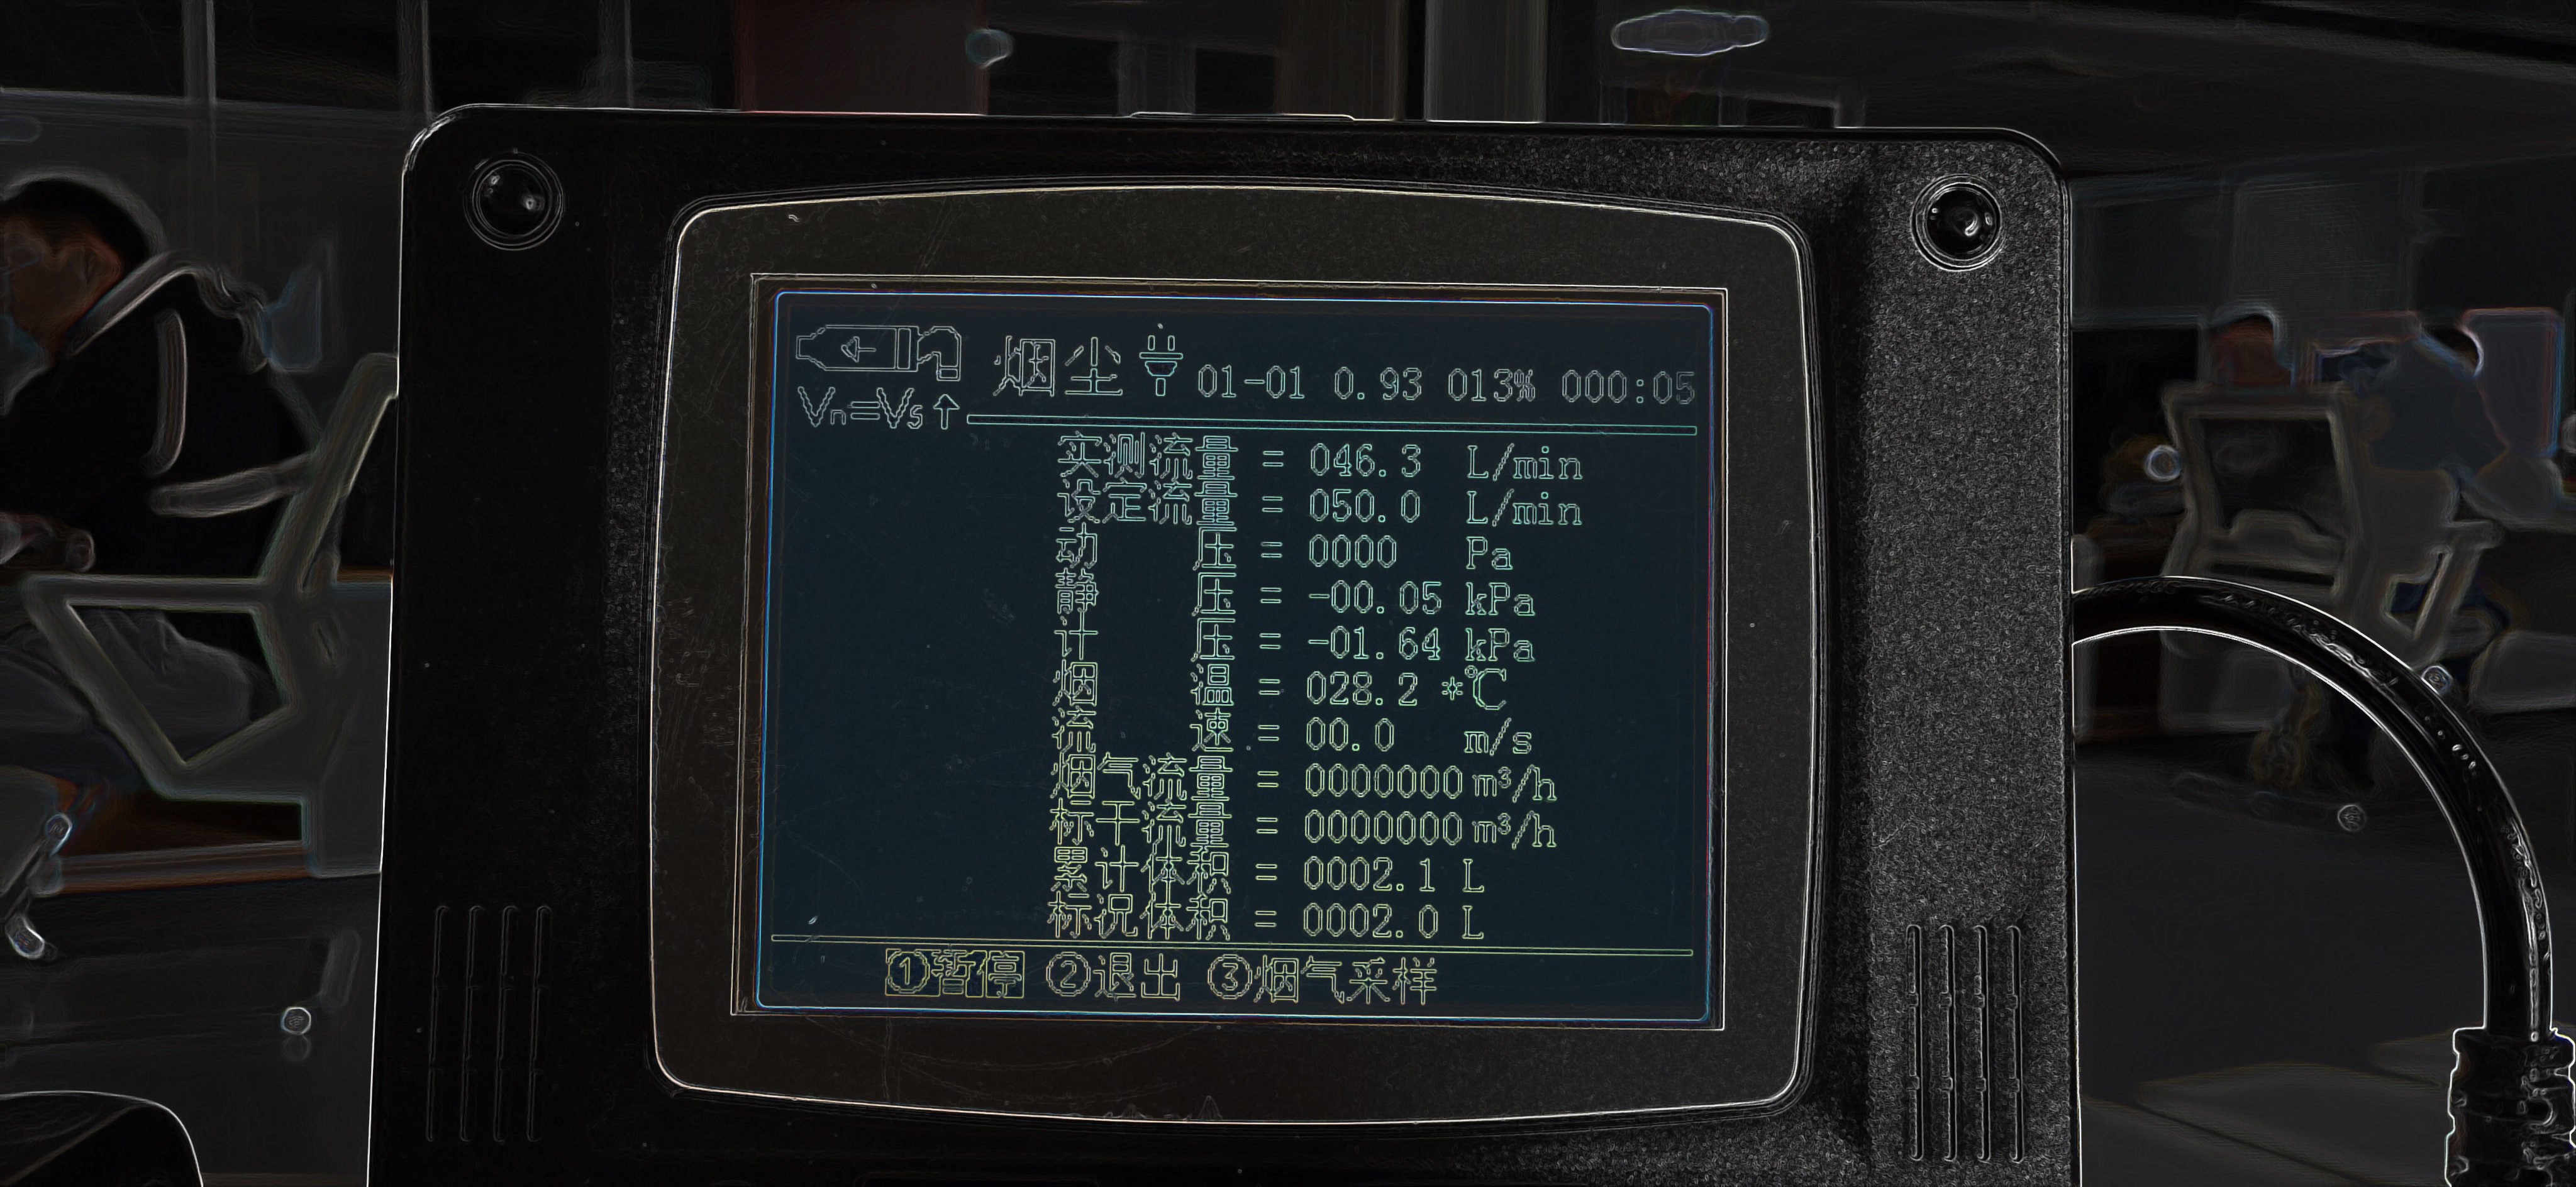 烟尘 01-01 0.93 013% 000:05
Vn=Vs↑
实测流量 = 046.3 L/min
设定流量 = 050.0 L/min
动压 = 0000 Pa
静压 = -00.05 kPa
计压 = -01.64 kPa
烟温 = 028.2 *℃
流速 = 00.0 m/s
烟气流量 = 0000000 m³/h
标干流量 = 0000000 m³/h
累计体积 = 0002.1 L
标况体积 = 0002.0 L
①暂停 ②退出 ③烟气采样